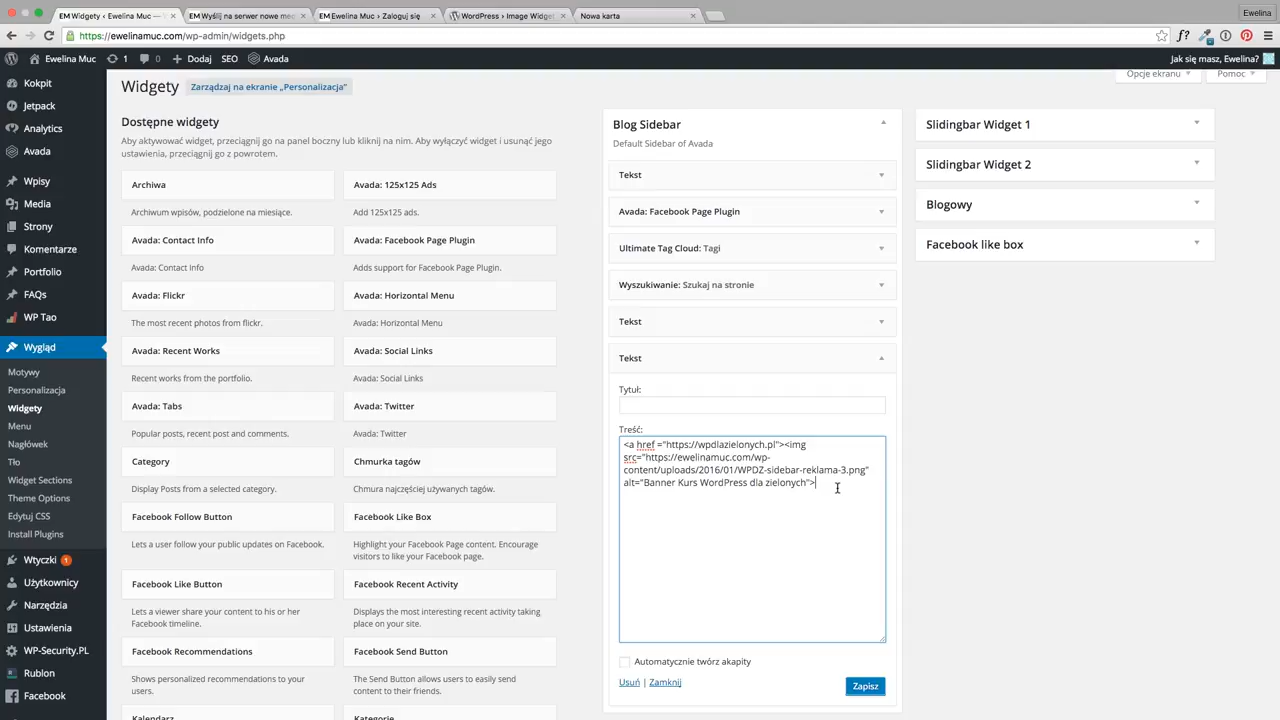 EM Widgety ‹ Ewelina Muc — \
EM Wyślij na serwer nowe med
EM Ewelina Muc › Zaloguj się
WordPress › Image Widget
Nowa karta
Ewelina
https://ewelinamuc.com/wp-admin/widgets.php
Ewelina Muc
1
0
Dodaj
SEO
Avada
Jak się masz, Ewelina?
Kokpit
Jetpack
Analytics
Avada
Wpisy
Media
Strony
Komentarze
Portfolio
FAQs
WP Tao
Wygląd
Motywy
Personalizacja
Widgety
Menu
Nagłówek
Tło
Widget Sections
Theme Options
Edytuj CSS
Install Plugins
Wtyczki 1
Użytkownicy
Narzędzia
Ustawienia
WP-Security.PL
Rublon
Facebook
Widgety
Zarządzaj na ekranie „Personalizacja”
Opcje ekranu
Pomoc
Dostępne widgety
Aby aktywować widget, przeciągnij go na panel boczny lub kliknij na nim. Aby wyłączyć widget i usunąć jego
ustawienia, przeciągnij go z powrotem.
Archiwa
Archiwum wpisów, podzielone na miesiące.
Avada: 125x125 Ads
Add 125x125 ads.
Avada: Contact Info
Avada: Contact Info
Avada: Facebook Page Plugin
Adds support for Facebook Page Plugin.
Avada: Flickr
The most recent photos from flickr.
Avada: Horizontal Menu
Avada: Horizontal Menu
Avada: Recent Works
Recent works from the portfolio.
Avada: Social Links
Avada: Social Links
Avada: Tabs
Popular posts, recent post and comments.
Avada: Twitter
Avada: Twitter
Category
Display Posts from a selected category.
Chmurka tagów
Chmura najczęściej używanych tagów.
Facebook Follow Button
Lets a user follow your public updates on Facebook.
Facebook Like Box
Highlight your Facebook Page content. Encourage
visitors to like your Facebook page.
Facebook Like Button
Lets a viewer share your content to his or her
Facebook timeline.
Facebook Recent Activity
Displays the most interesting recent activity taking
place on your site.
Facebook Recommendations
Shows personalized recommendations to your
users.
Facebook Send Button
The Send Button allows users to easily send
content to their friends.
Kalendarz
Kategorie
Blog Sidebar
Default Sidebar of Avada
Tekst
Avada: Facebook Page Plugin
Ultimate Tag Cloud: Tagi
Wyszukiwanie: Szukaj na stronie
Tekst
Tekst
Tytuł:
Treść:
<a href ="https://wpdlazielonych.pl"><img
src="https://ewelinamuc.com/wp-
content/uploads/2016/01/WPDZ-sidebar-reklama-3.png"
alt="Banner Kurs WordPress dla zielonych">
Automatycznie twórz akapity
Usuń | Zamknij
Zapisz
Slidingbar Widget 1
Slidingbar Widget 2
Blogowy
Facebook like box